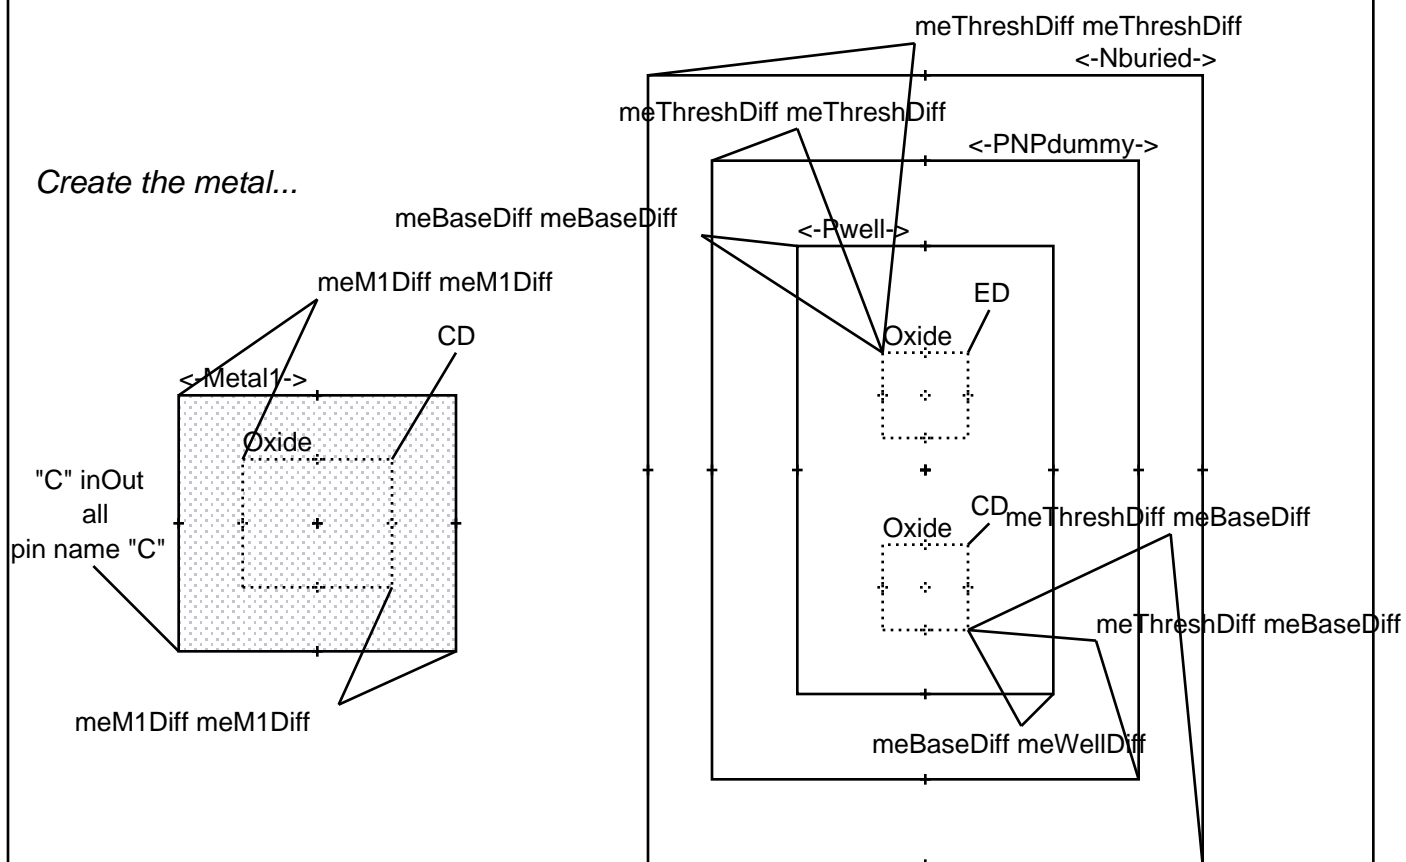 meThreshDiff meThreshDiff
<-Nburied->
meThreshDiff meThreshDiff
<-PNPdummy->
Create the metal...
meBaseDiff meBaseDiff
<-Pwell->
meM1Diff meM1Diff
ED
CD
Oxide
<-Metal1->
Oxide
"C" inOut
all
pin name "C"
CD
meThreshDiff meBaseDiff
Oxide
meThreshDiff meBaseDiff
meM1Diff meM1Diff
meBaseDiff meWellDiff